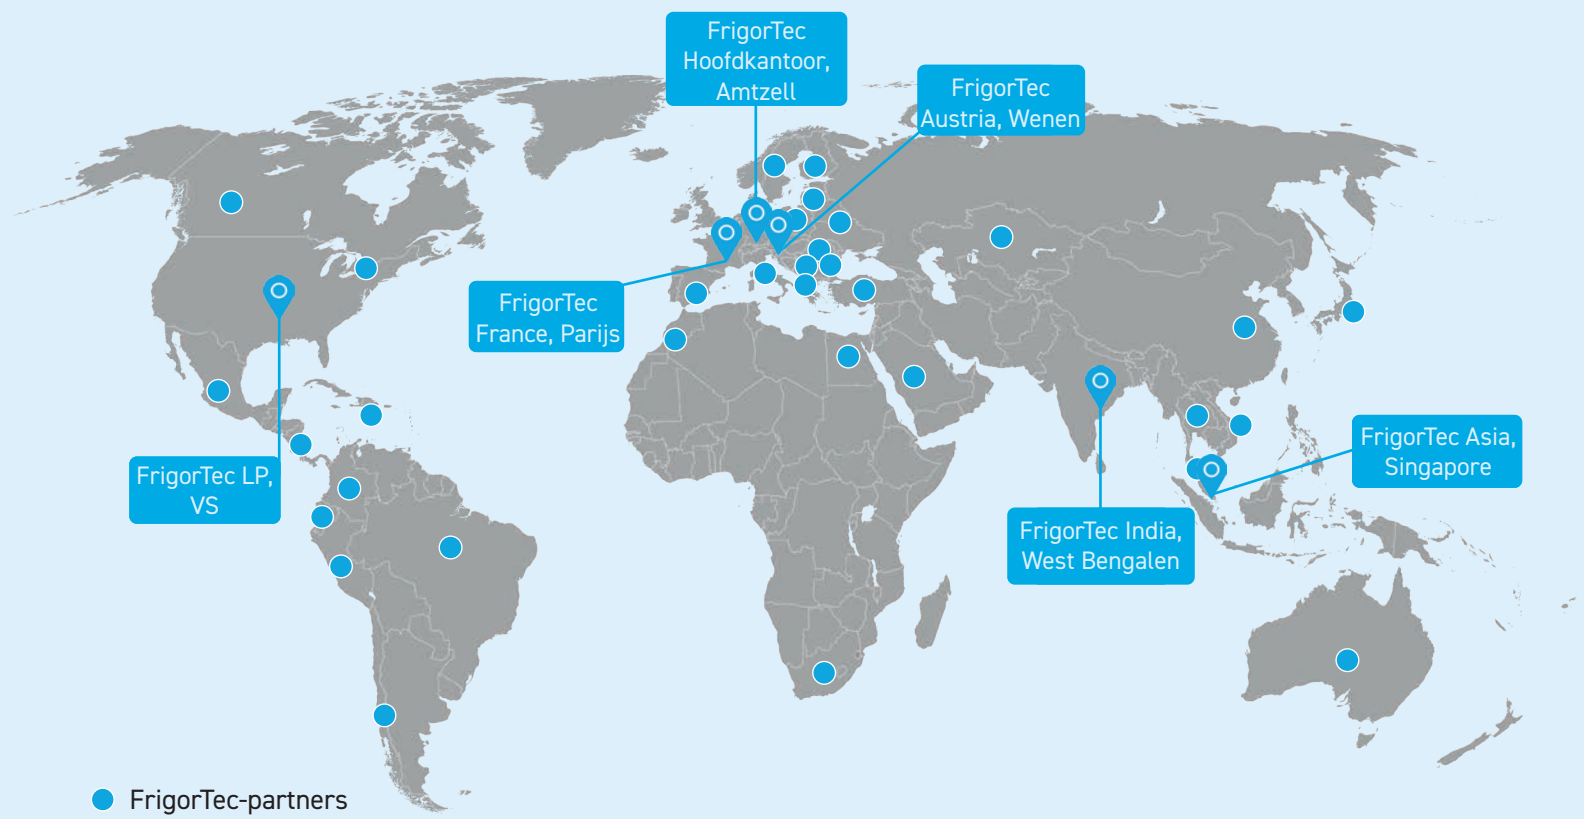 FrigorTec
Hoofdkantoor,
Amtzell
FrigorTec
Austria, Wenen
FrigorTec
France, Parijs
FrigorTec LP,
VS
FrigorTec Asia,
Singapore
FrigorTec India,
West Bengalen
FrigorTec-partners